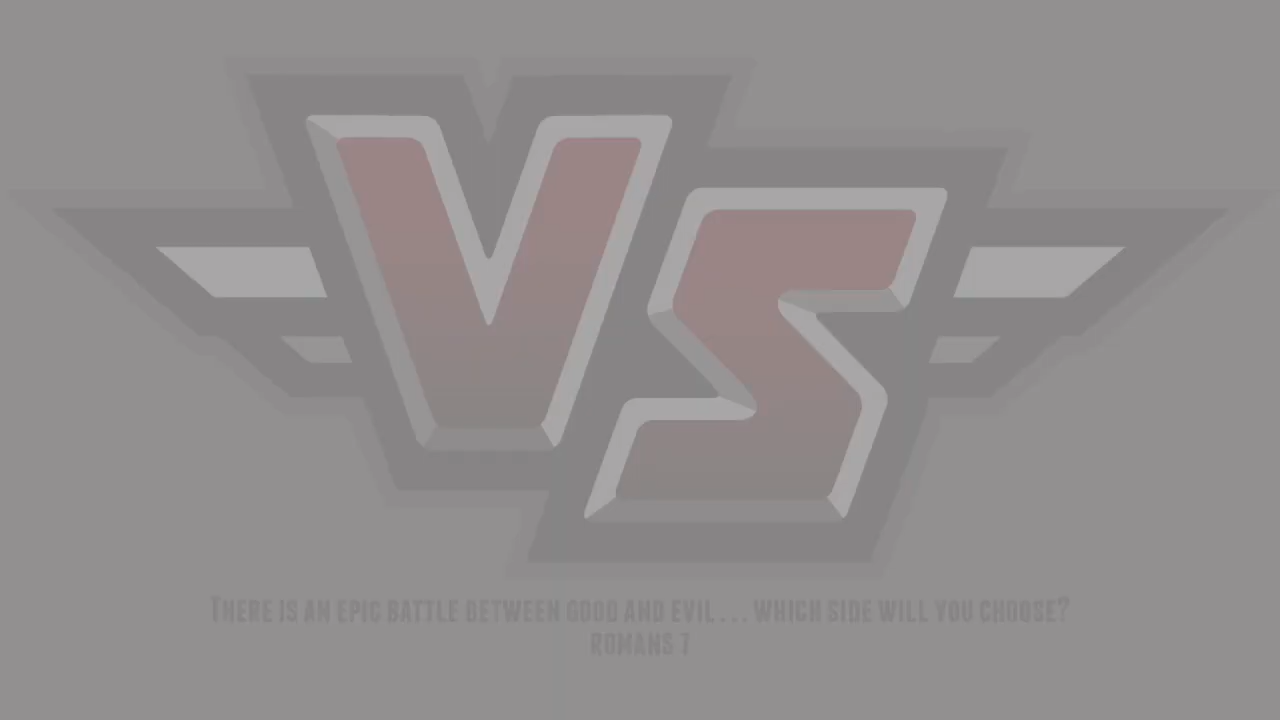 VS
There is an epic battle between good and evil . . . which side will you choose?
Romans 7